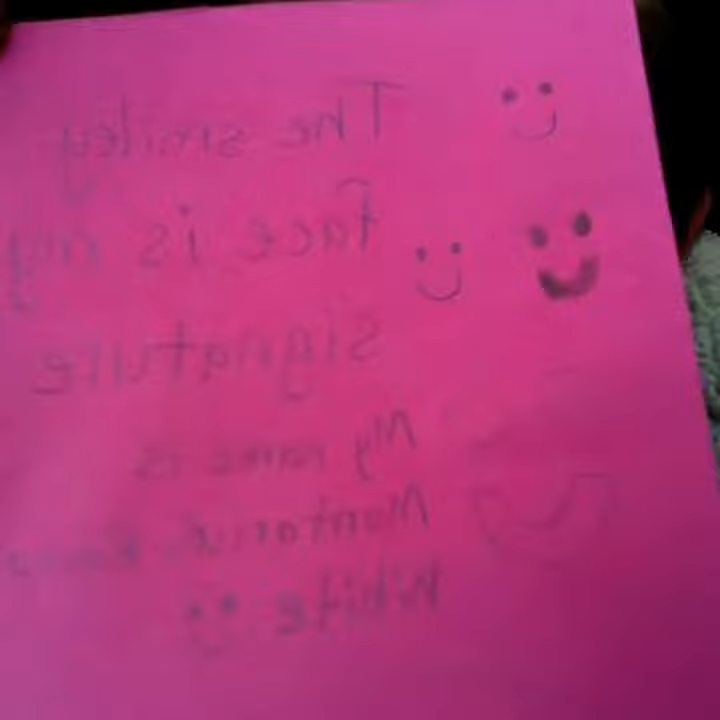 The smiley
face is my
signature
My name is
White